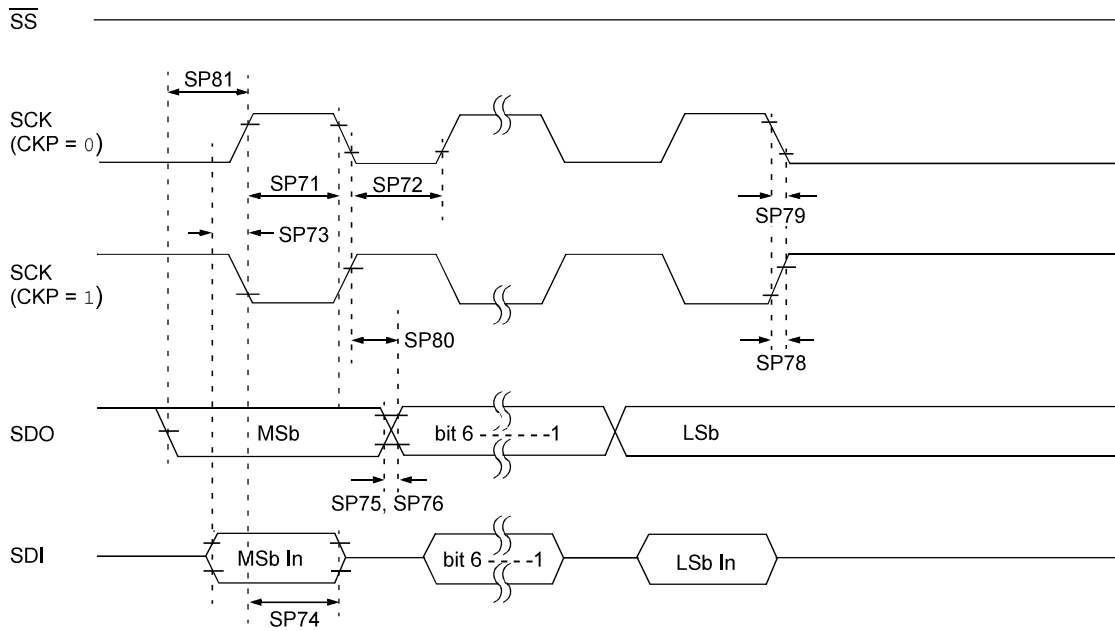 SS
SP81
SCK
(CKP = 0)
SP71
SP72
SP79
SP73
SCK
(CKP = 1)
SP80
SP78
SDO
MSb
bit 6 - - - - - -1
LSb
SP75, SP76
SDI
MSb In
bit 6 - - - - -1
LSb In
SP74